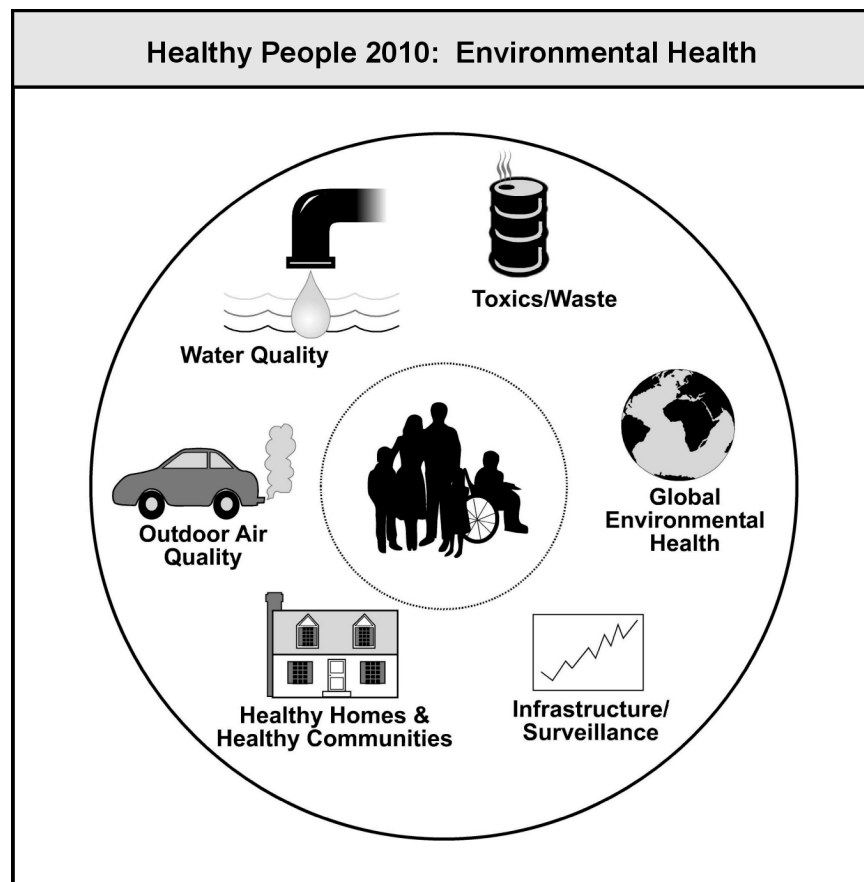 Healthy People 2010: Environmental Health
Toxics/Waste
Water Quality
Global
Environmental
Health
Outdoor Air
Quality
Healthy Homes &
Healthy Communities
Infrastructure/
Surveillance